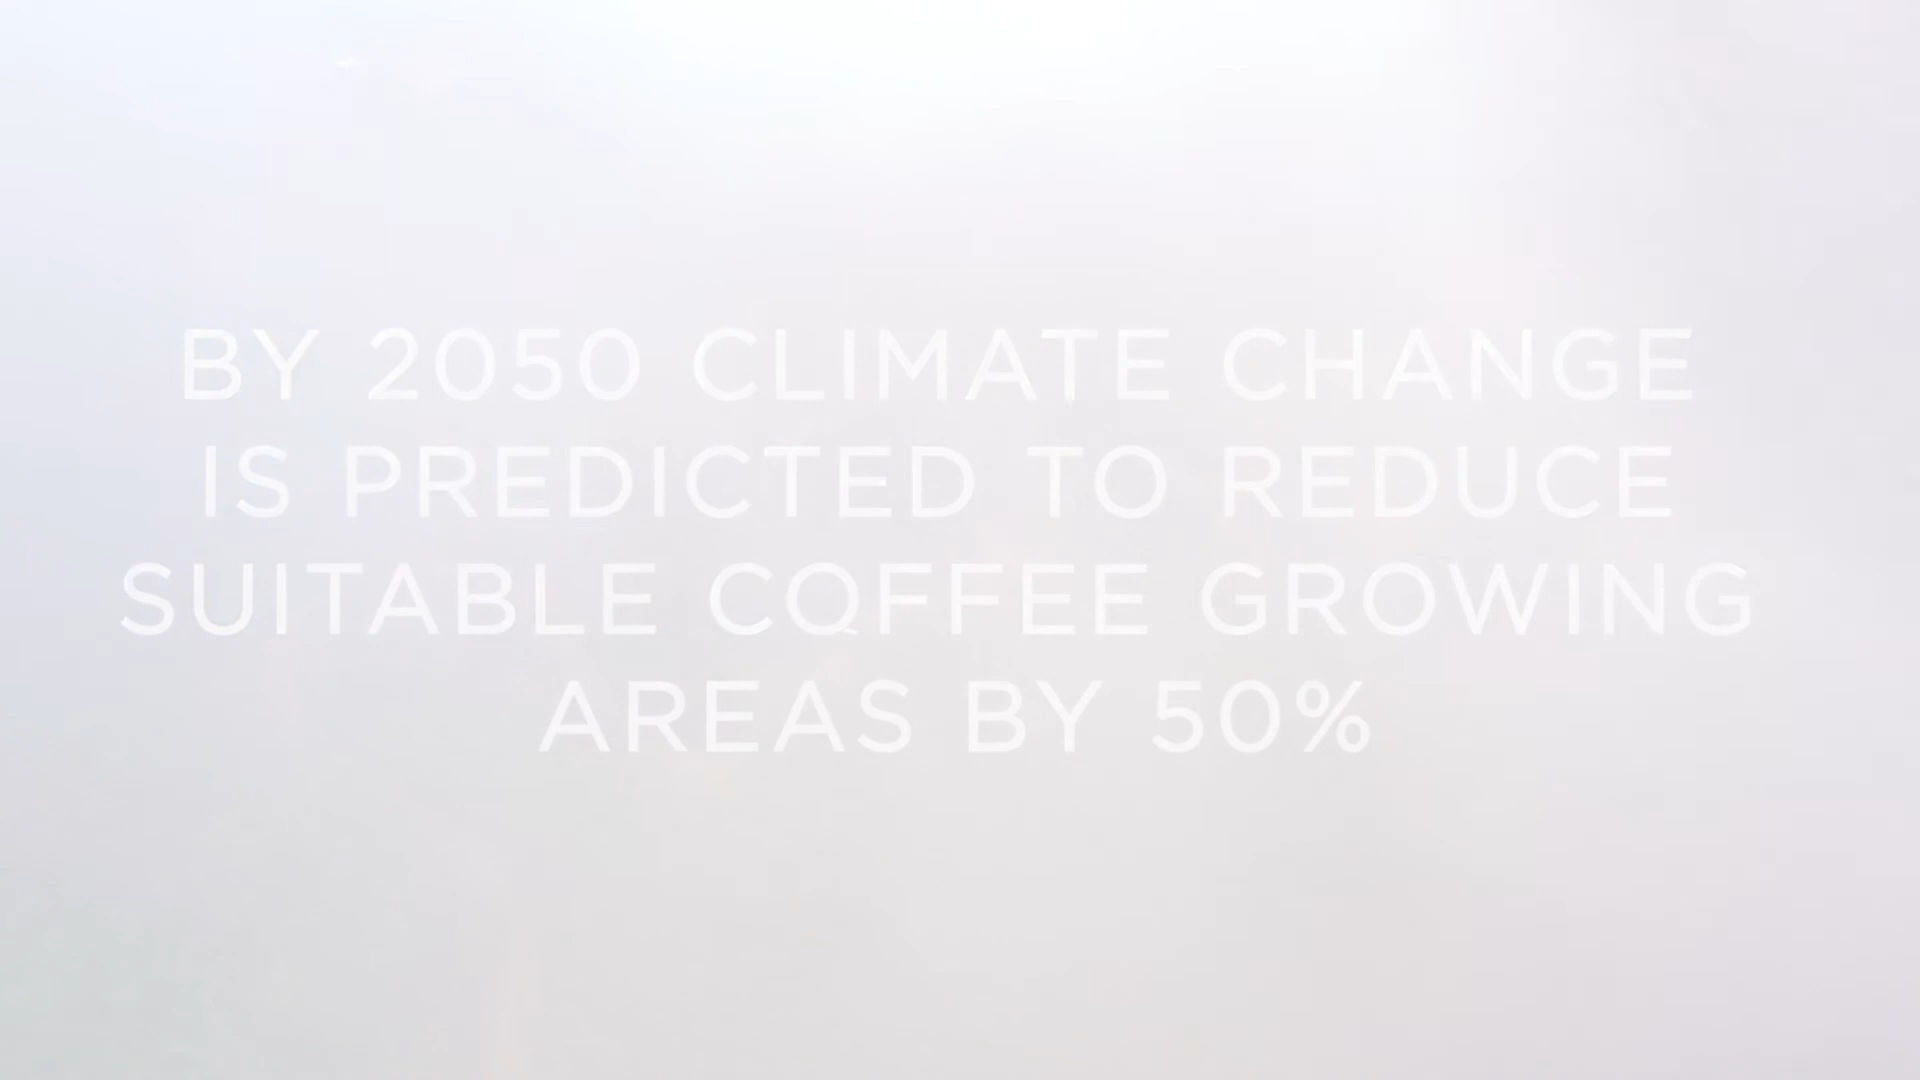 BY 2050 CLIMATE CHANGE
IS PREDICTED TO REDUCE
SUITABLE COFFEE GROWING
AREAS BY 50%